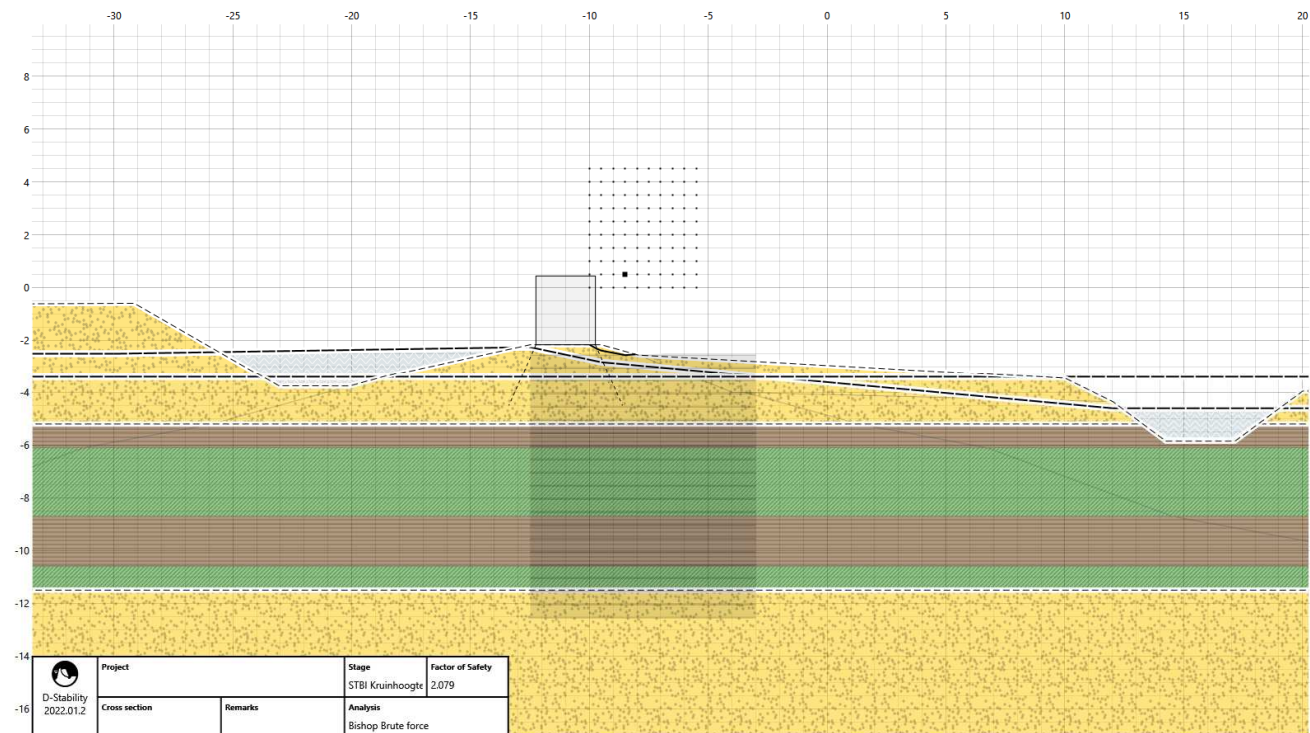 -30 -25 -20 -15 -10 -5 0 5 10 15 20
8
6
4
2
0
-2
-4
-6
-8
-10
-12
-14
-16
D-Stability
2022.01.2
Project
Stage
STBI Kruinhoogte
Factor of Safety
2.079
Cross section
Remarks
Analysis
Bishop Brute force